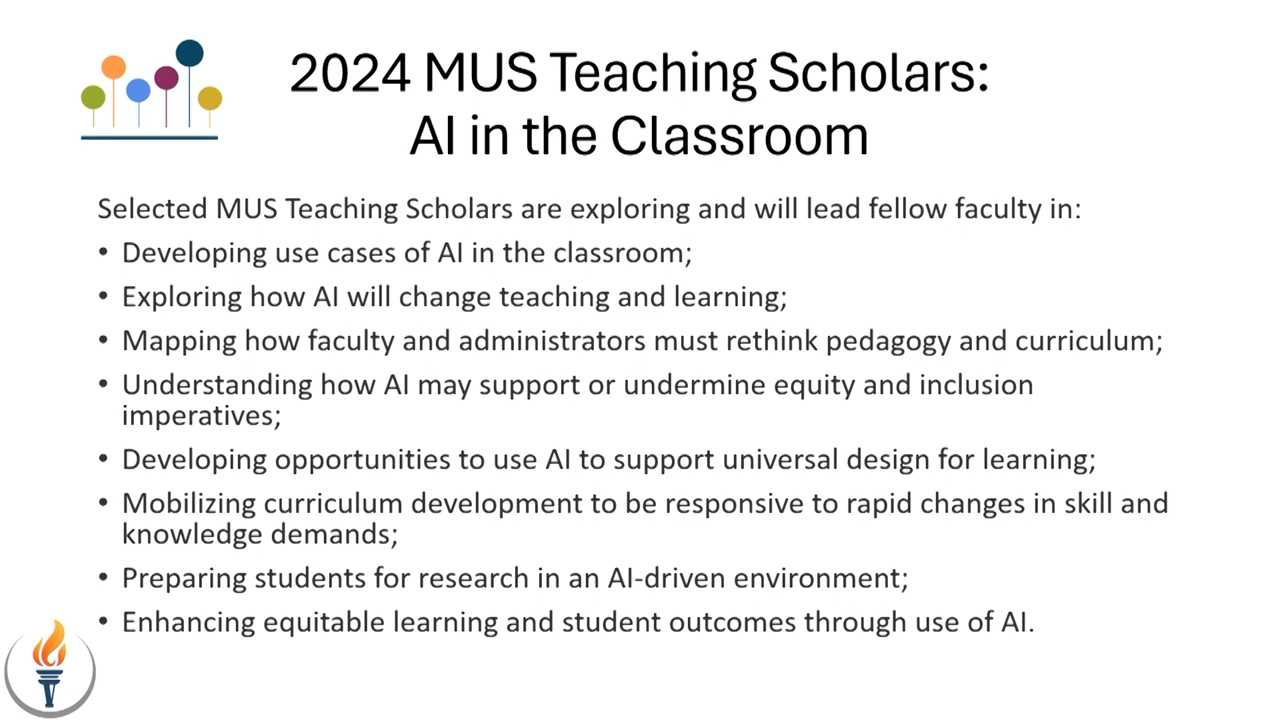 2024 MUS Teaching Scholars:
AI in the Classroom
Selected MUS Teaching Scholars are exploring and will lead fellow faculty in:
• Developing use cases of AI in the classroom;
• Exploring how AI will change teaching and learning;
• Mapping how faculty and administrators must rethink pedagogy and curriculum;
• Understanding how AI may support or undermine equity and inclusion
imperatives;
• Developing opportunities to use AI to support universal design for learning;
• Mobilizing curriculum development to be responsive to rapid changes in skill and
knowledge demands;
• Preparing students for research in an AI-driven environment;
• Enhancing equitable learning and student outcomes through use of AI.